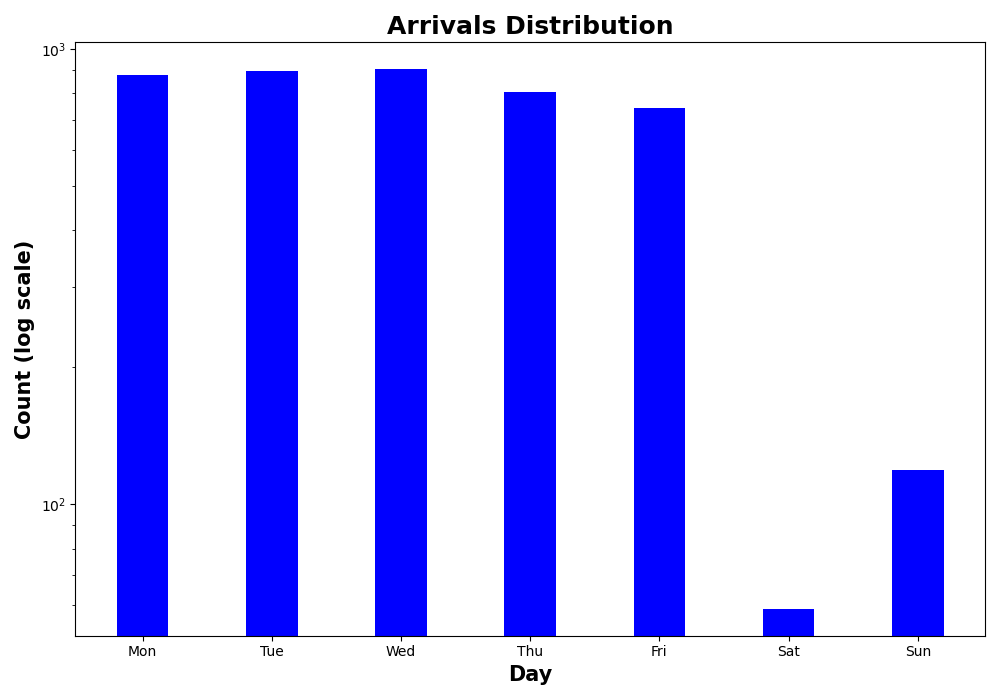 Arrivals Distribution
Count (log scale)
10³
10²
Mon Tue Wed Thu Fri Sat Sun
Day